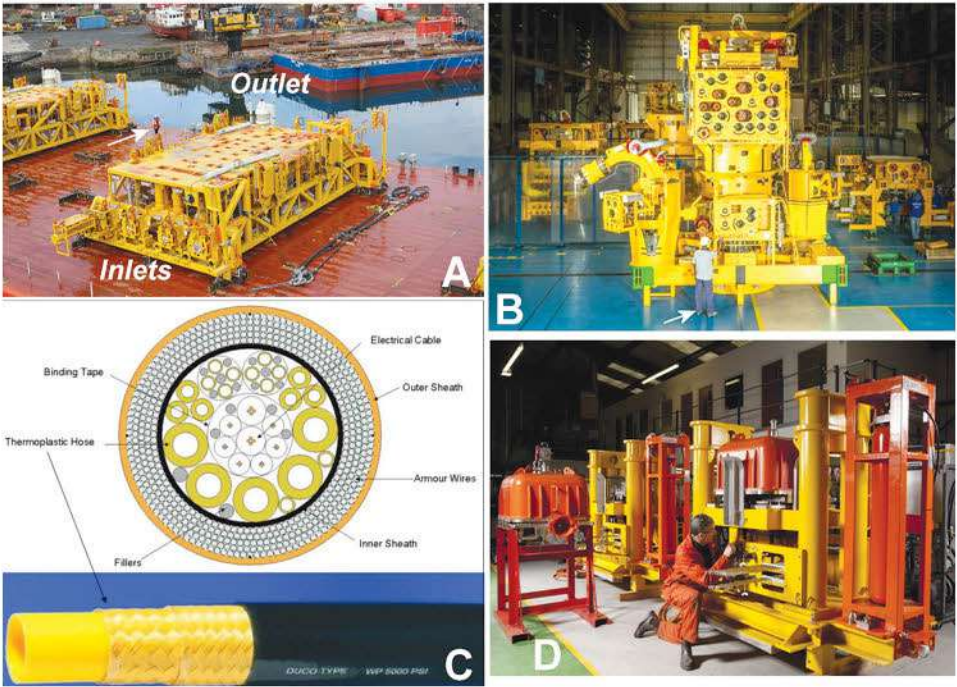 Outlet
Inlets
A
B
Electrical Cable
Binding Tape
Outer Sheath
Thermoplastic Hose
Armour Wires
Inner Sheath
Fillers
DUCO TYPE WP 5000 PSI
C
D